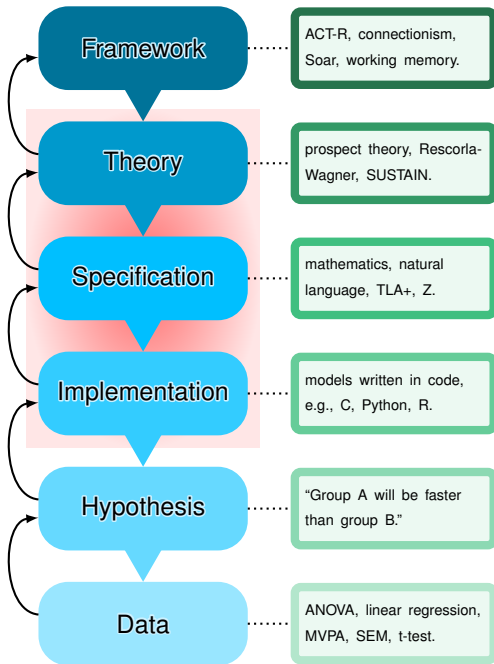 Framework
ACT-R, connectionism,
Soar, working memory.
Theory
prospect theory, Rescorla-
Wagner, SUSTAIN.
Specification
mathematics, natural
language, TLA+, Z.
Implementation
models written in code,
e.g., C, Python, R.
Hypothesis
“Group A will be faster
than group B.”
Data
ANOVA, linear regression,
MVPA, SEM, t-test.